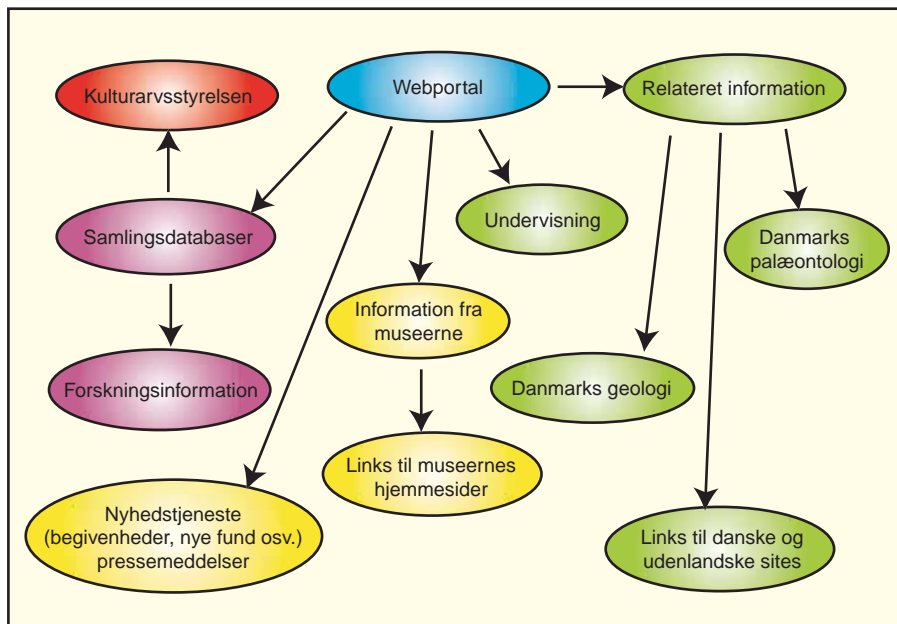 Kulturarvsstyrelsen
Webportal
Relateret information
Samlingsdatabaser
Undervisning
Danmarks
palæontologi
Information fra
museerne
Forskningsinformation
Danmarks geologi
Links til museernes
hjemmesider
Nyhedstjeneste
(begivenheder, nye fund osv.)
pressemeddelser
Links til danske og
udenlandske sites